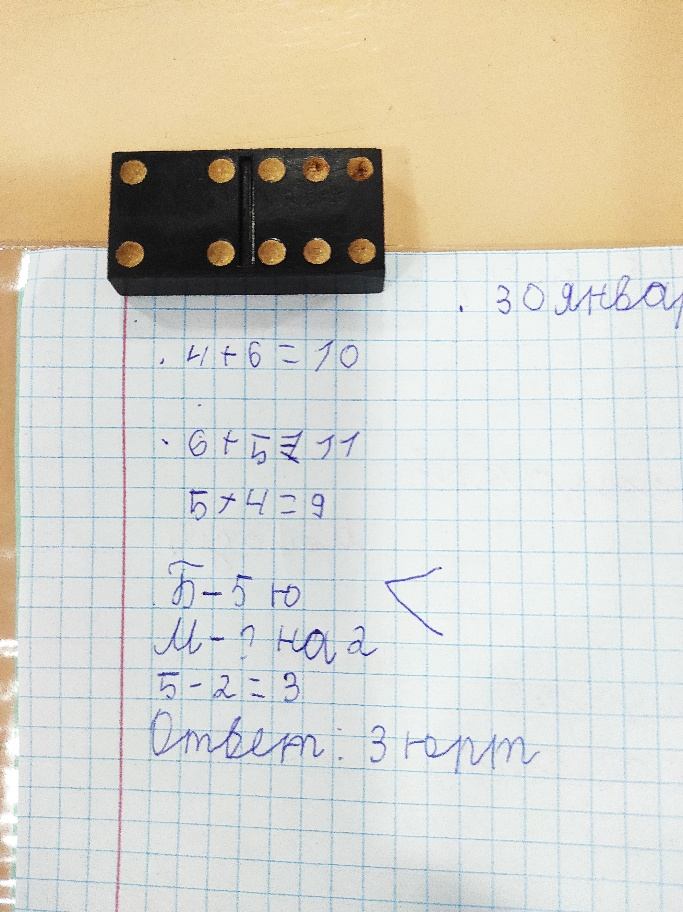 30 январ
4+6=10
6+5=11
5+4=9
Б-5 ю
М-? на 2 <
5-2=3
Ответ: 3 юрт